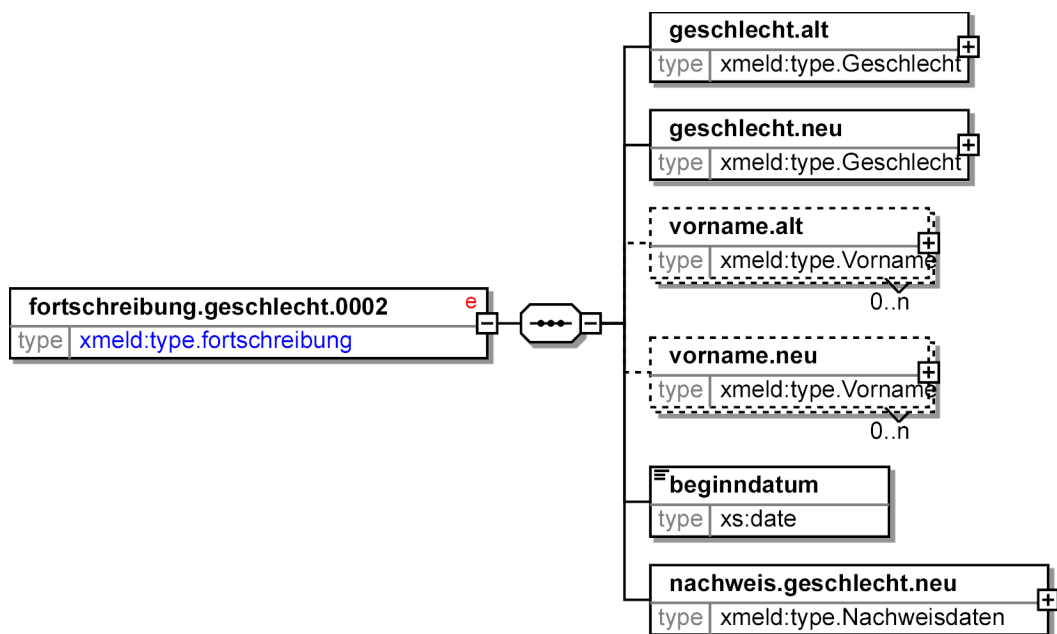 geschlecht.alt
type xmeld:type.Geschlecht
geschlecht.neu
type xmeld:type.Geschlecht
vorname.alt
type xmeld:type.Vorname
0..n
fortschreibung.geschlecht.0002 e
type xmeld:type.fortschreibung
vorname.neu
type xmeld:type.Vorname
0..n
beginndatum
type xs:date
nachweis.geschlecht.neu
type xmeld:type.Nachweisdaten